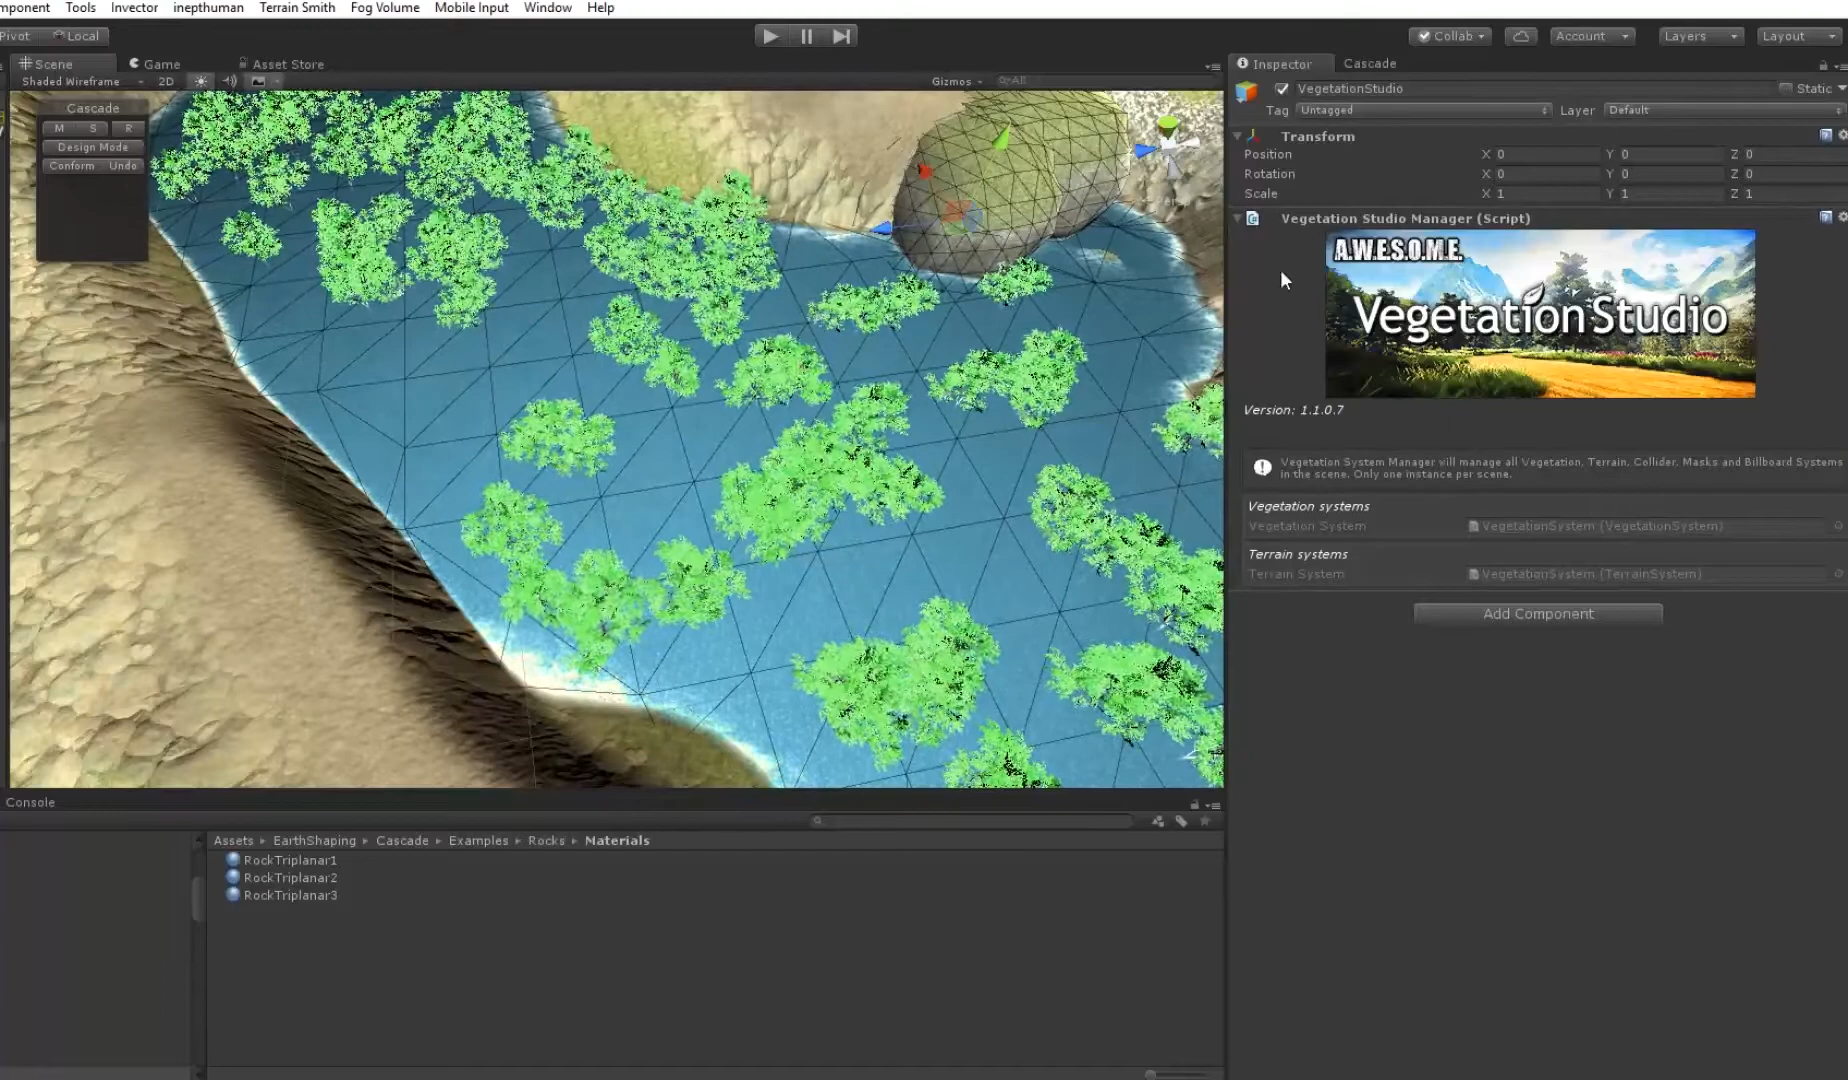 mponent Tools Invector inepthuman Terrain Smith Fog Volume Mobile Input Window Help
Pivot Local Collab Account Layers Layout
Scene Game Asset Store
Shaded Wireframe 2D Gizmos All
Cascade
M S R
Design Mode
Conform Undo
Inspector Cascade
VegetationStudio Static
Tag Untagged Layer Default
Transform
Position X 0 Y 0 Z 0
Rotation X 0 Y 0 Z 0
Scale X 1 Y 1 Z 1
Vegetation Studio Manager (Script)
A.W.E.S.O.M.E.
VegetationStudio
Version: 1.1.0.7
Vegetation System Manager will manage all Vegetation, Terrain, Collider, Masks and Billboard Systems
in the scene. Only one instance per scene.
Vegetation systems
Vegetation System VegetationSystem (VegetationSystem)
Terrain systems
Terrain System VegetationSystem (TerrainSystem)
Add Component
Console
Assets EarthShaping Cascade Examples Rocks Materials
RockTriplanar1
RockTriplanar2
RockTriplanar3